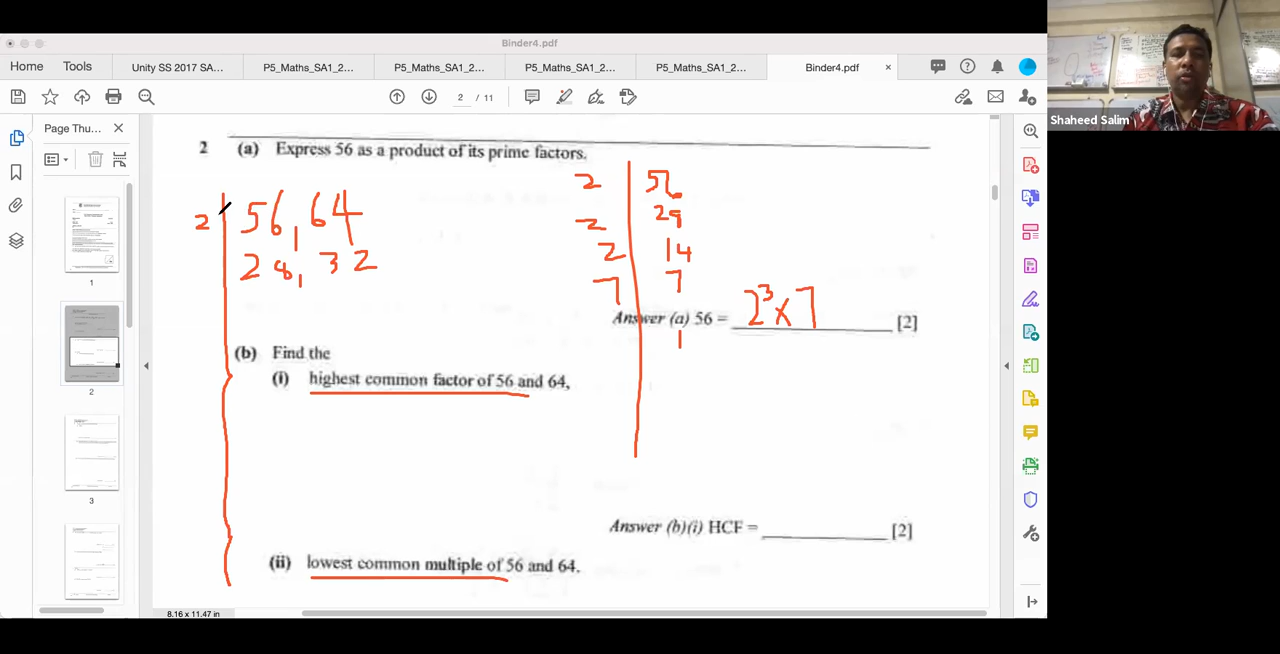 Binder4.pdf
Home Tools Unity SS 2017 SA... P5_Maths_SA1_2... P5_Maths_SA1_2... P5_Maths_SA1_2... P5_Maths_SA1_2... Binder4.pdf ×
2 / 11
Page Thu...
Shaheed Salim
2 (a) Express 56 as a product of its prime factors.
2 56
2 56, 64
2 29
28, 32
2 14
7 7
Answer (a) 56 = 2³ x 7 [2]
1
(b) Find the
(i) highest common factor of 56 and 64,
Answer (b)(i) HCF = [2]
(ii) lowest common multiple of 56 and 64.
1
2
3
8.16 x 11.47 in